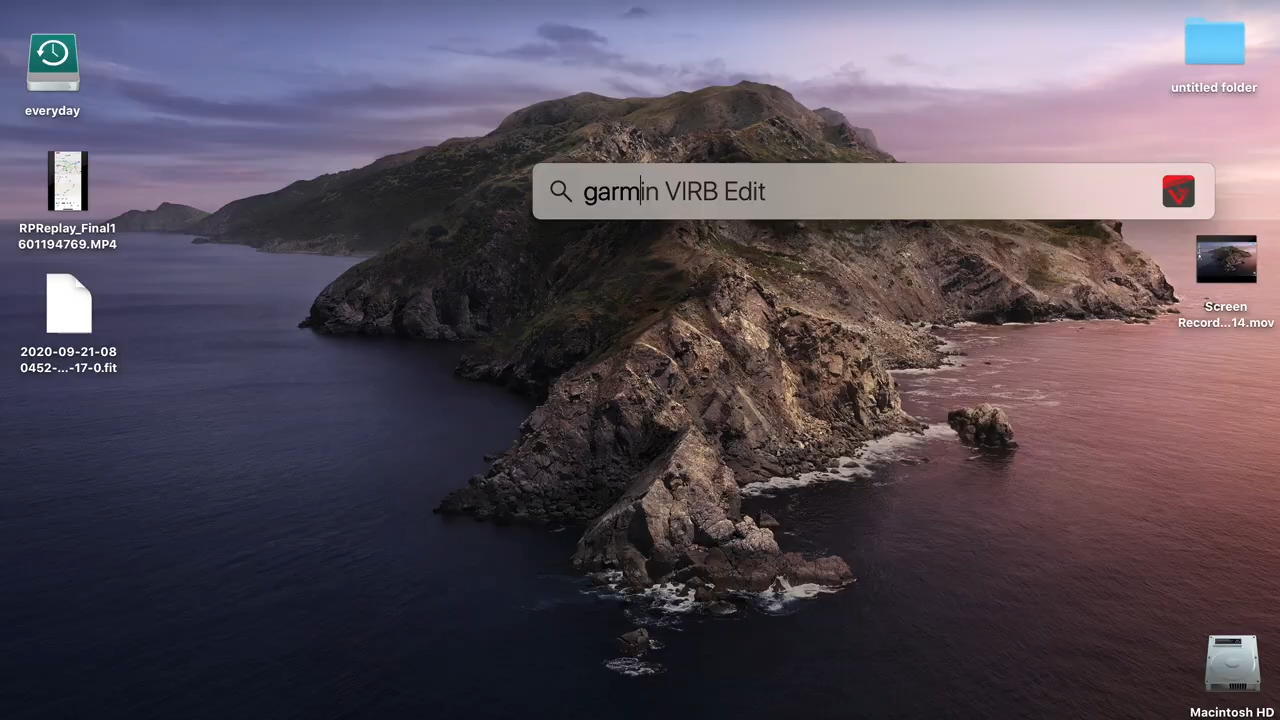 everyday
untitled folder
garmin VIRB Edit
RPReplay_Final1
601194769.MP4
Screen
Record...14.mov
2020-09-21-08
0452-...-17-0.fit
Macintosh HD